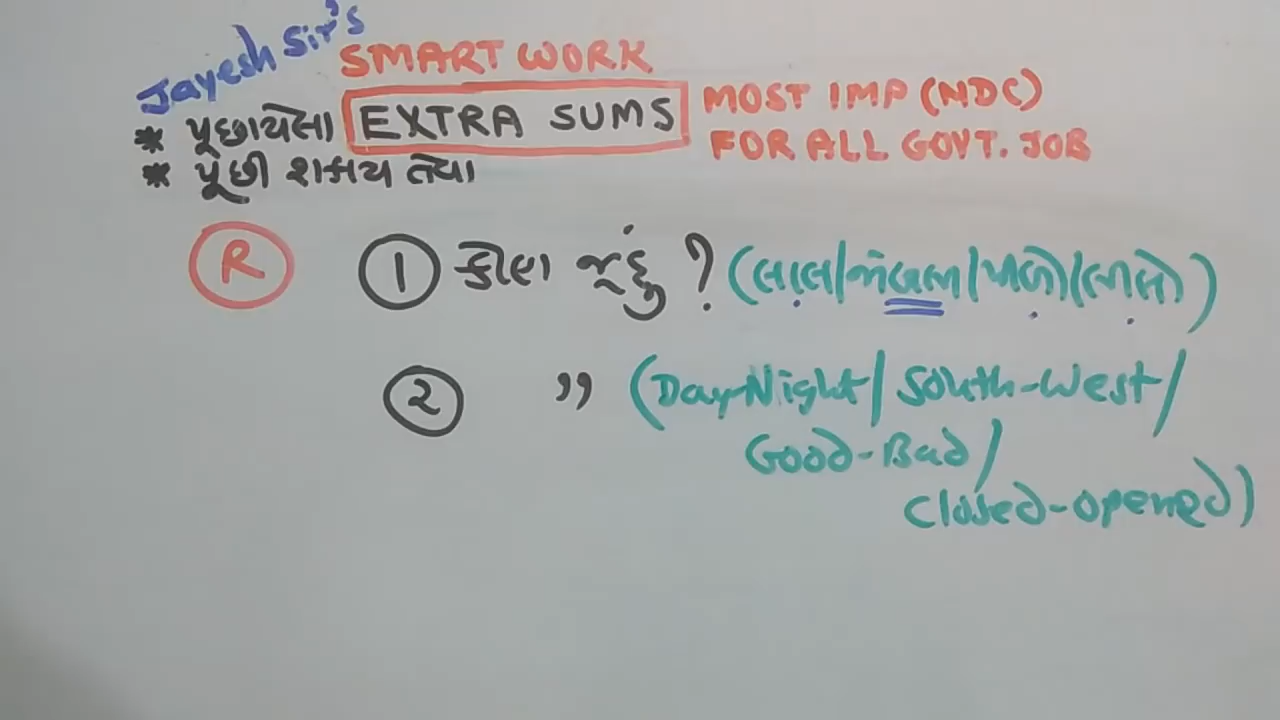 Jayesh Sir's
SMART WORK
* પૂછાયેલા EXTRA SUMS MOST IMP (NDC)
* પૂછી શકાય તેવા FOR ALL GOVT. JOB
R ① કોણ જૂદું ? (લાલ/મંગલ/પીળો/લીલો)
② " (Day-Night/South-West/
Good-Bad/
Closed-opened)